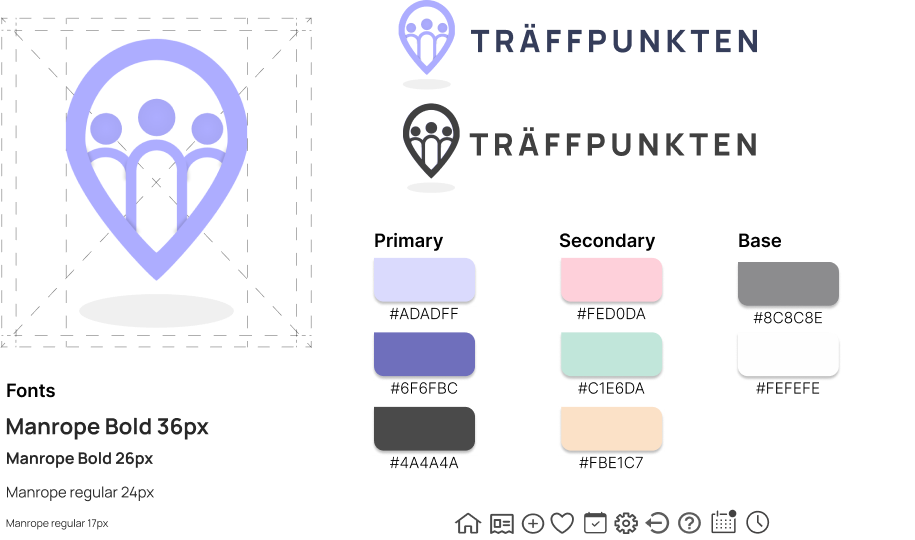 TRÄFFPUNKTEN
TRÄFFPUNKTEN
Primary
#ADADFF
#6F6FBC
#4A4A4A
Secondary
#FED0DA
#C1E6DA
#FBE1C7
Base
#8C8C8E
#FEFEFE
Fonts
Manrope Bold 36px
Manrope Bold 26px
Manrope regular 24px
Manrope regular 17px